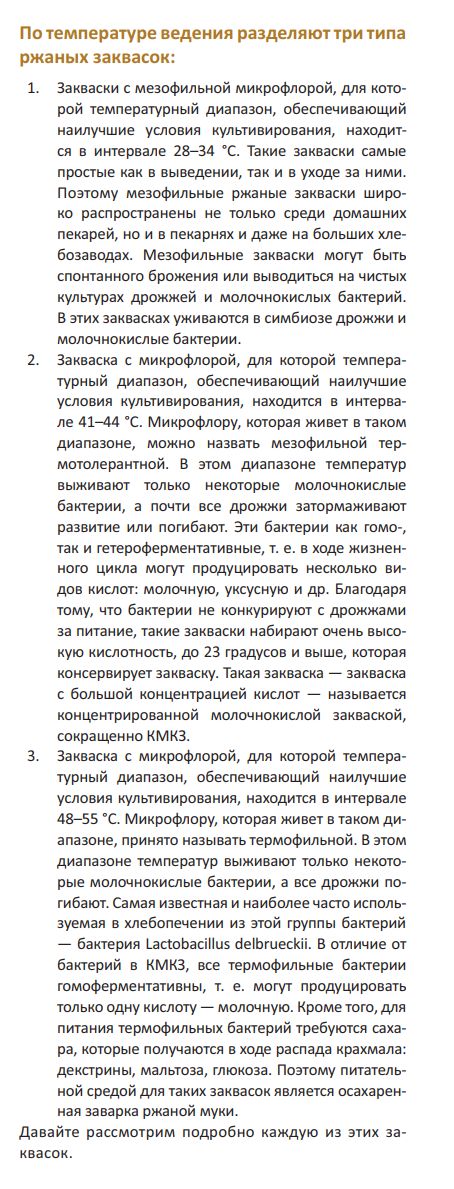 По температуре ведения разделяют три типа
ржаных заквасок:
1. Закваски с мезофильной микрофлорой, для кото-
рой температурный диапазон, обеспечивающий
наилучшие условия культивирования, находит-
ся в интервале 28–34 °С. Такие закваски самые
простые как в выведении, так и в уходе за ними.
Поэтому мезофильные ржаные закваски широ-
ко распространены не только среди домашних
пекарей, но и в пекарнях и даже на больших хле-
бозаводах. Мезофильные закваски могут быть
спонтанного брожения или выводиться на чистых
культурах дрожжей и молочнокислых бактерий.
В этих заквасках уживаются в симбиозе дрожжи и
молочнокислые бактерии.
2. Закваска с микрофлорой, для которой темпера-
турный диапазон, обеспечивающий наилучшие
условия культивирования, находится в интерва-
ле 41–44 °С. Микрофлору, которая живет в таком
диапазоне, можно назвать мезофильной тер-
мотолерантной. В этом диапазоне температур
выживают только некоторые молочнокислые
бактерии, а почти все дрожжи затормаживают
развитие или погибают. Эти бактерии как гомо-,
так и гетероферментативные, т. е. в ходе жизнен-
ного цикла могут продуцировать несколько ви-
дов кислот: молочную, уксусную и др. Благодаря
тому, что бактерии не конкурируют с дрожжами
за питание, такие закваски набирают очень высо-
кую кислотность, до 23 градусов и выше, которая
консервирует закваску. Такая закваска — закваска
с большой концентрацией кислот — называется
концентрированной молочнокислой закваской,
сокращенно КМКЗ.
3. Закваска с микрофлорой, для которой темпера-
турный диапазон, обеспечивающий наилучшие
условия культивирования, находится в интервале
48–55 °С. Микрофлору, которая живет в таком ди-
апазоне, принято называть термофильной. В этом
диапазоне температур выживают только некото-
рые молочнокислые бактерии, а все дрожжи по-
гибают. Самая известная и наиболее часто исполь-
зуемая в хлебопечении из этой группы бактерий
— бактерия Lactobacillus delbrueckii. В отличие от
бактерий в КМКЗ, все термофильные бактерии
гомоферментативны, т. е. могут продуцировать
только одну кислоту — молочную. Кроме того, для
питания термофильных бактерий требуются саха-
ра, которые получаются в ходе распада крахмала:
декстрины, мальтоза, глюкоза. Поэтому питатель-
ной средой для таких заквасок является осахарен-
ная заварка ржаной муки.
Давайте рассмотрим подробно каждую из этих за-
квасок.